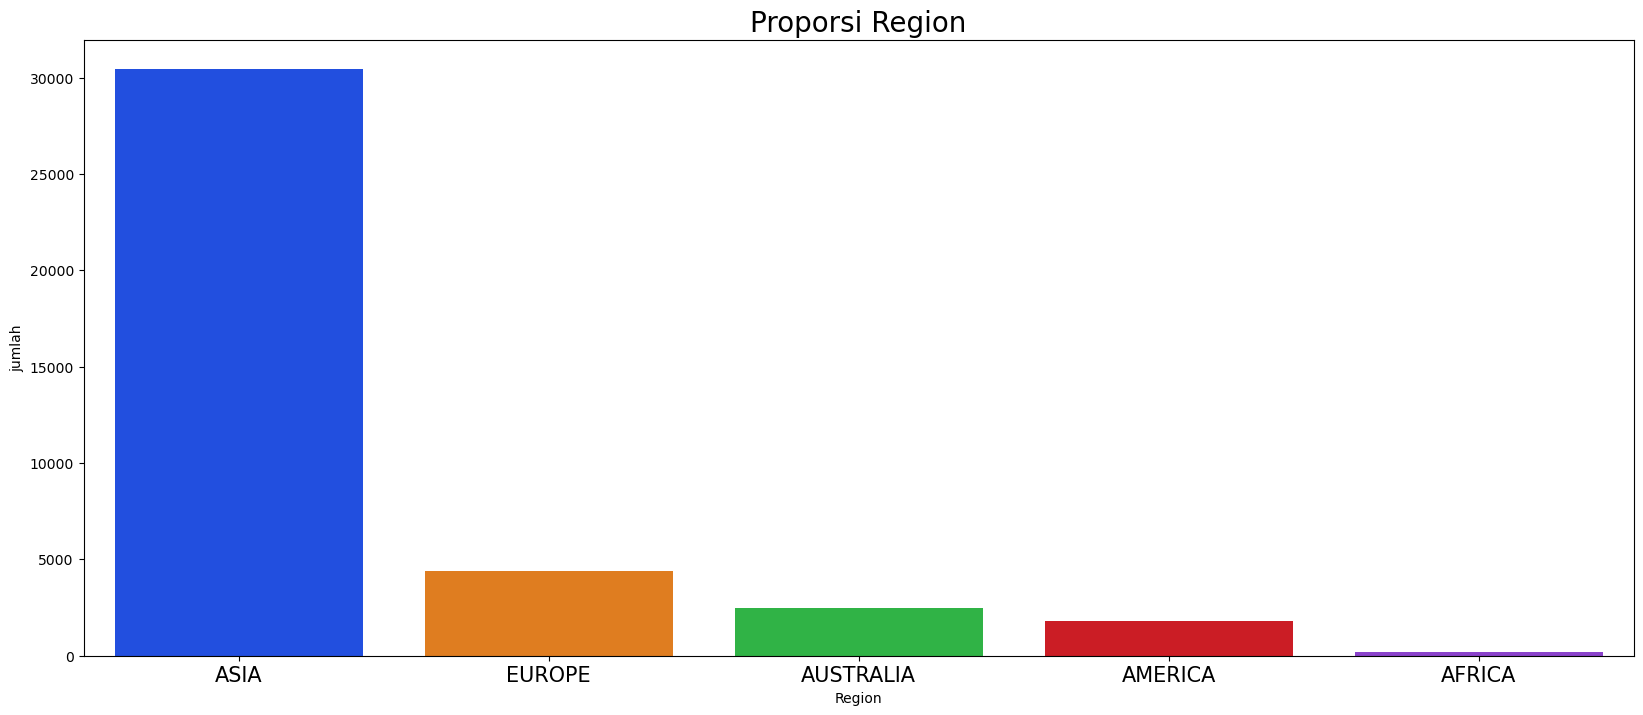 Proporsi Region
jumlah
30000
25000
20000
15000
10000
5000
0
ASIA EUROPE AUSTRALIA AMERICA AFRICA
Region